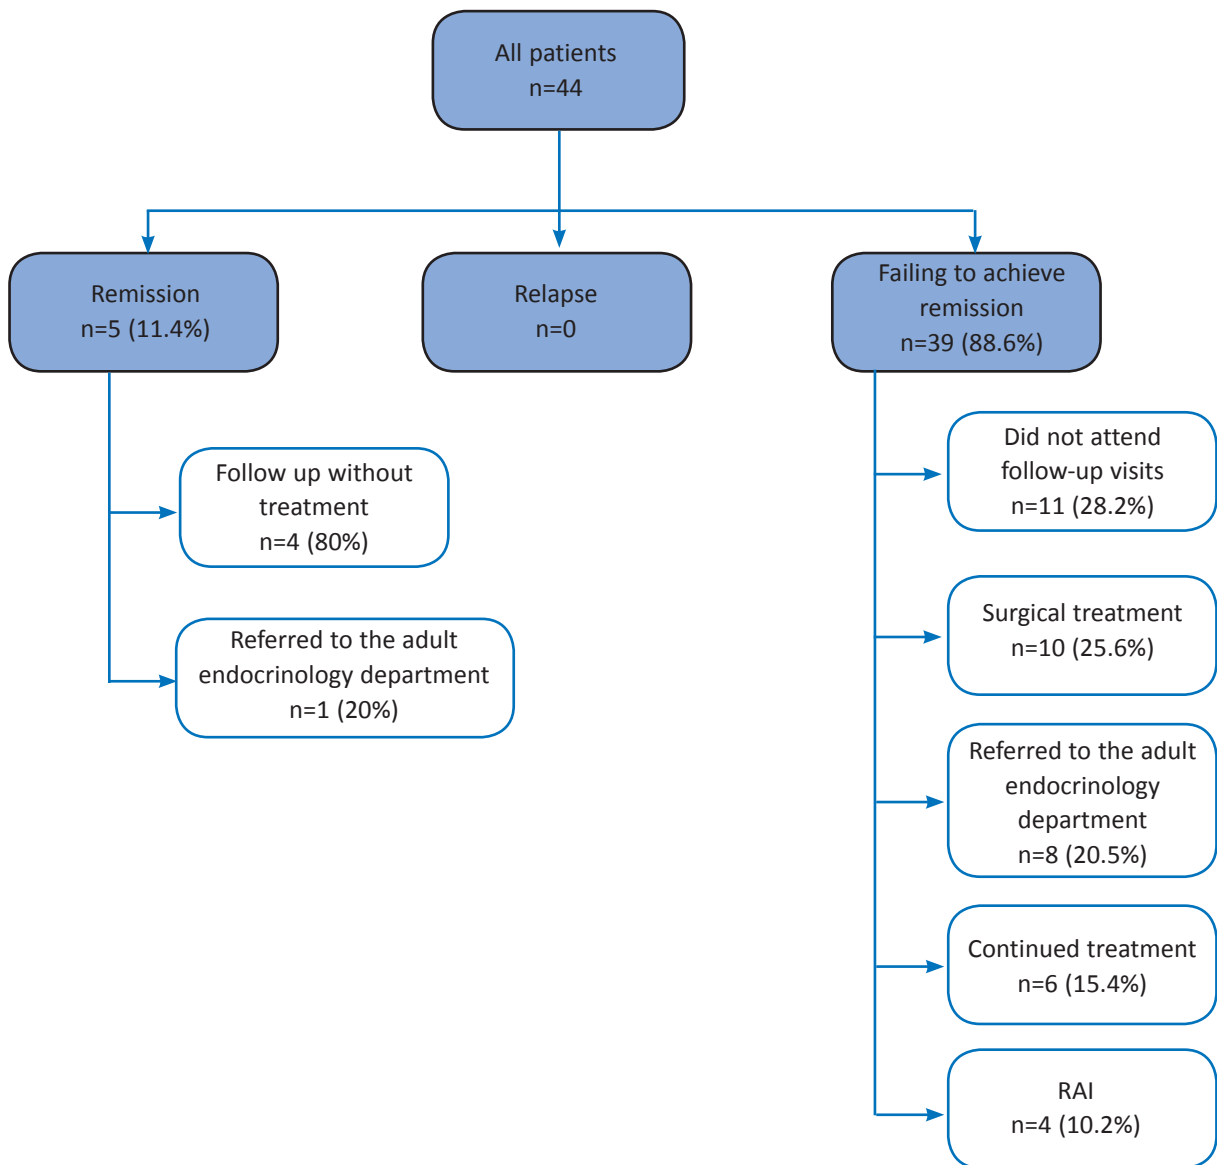 All patients
n=44
Remission
n=5 (11.4%)
Relapse
n=0
Failing to achieve
remission
n=39 (88.6%)
Follow up without
treatment
n=4 (80%)
Referred to the adult
endocrinology department
n=1 (20%)
Did not attend
follow-up visits
n=11 (28.2%)
Surgical treatment
n=10 (25.6%)
Referred to the adult
endocrinology
department
n=8 (20.5%)
Continued treatment
n=6 (15.4%)
RAI
n=4 (10.2%)